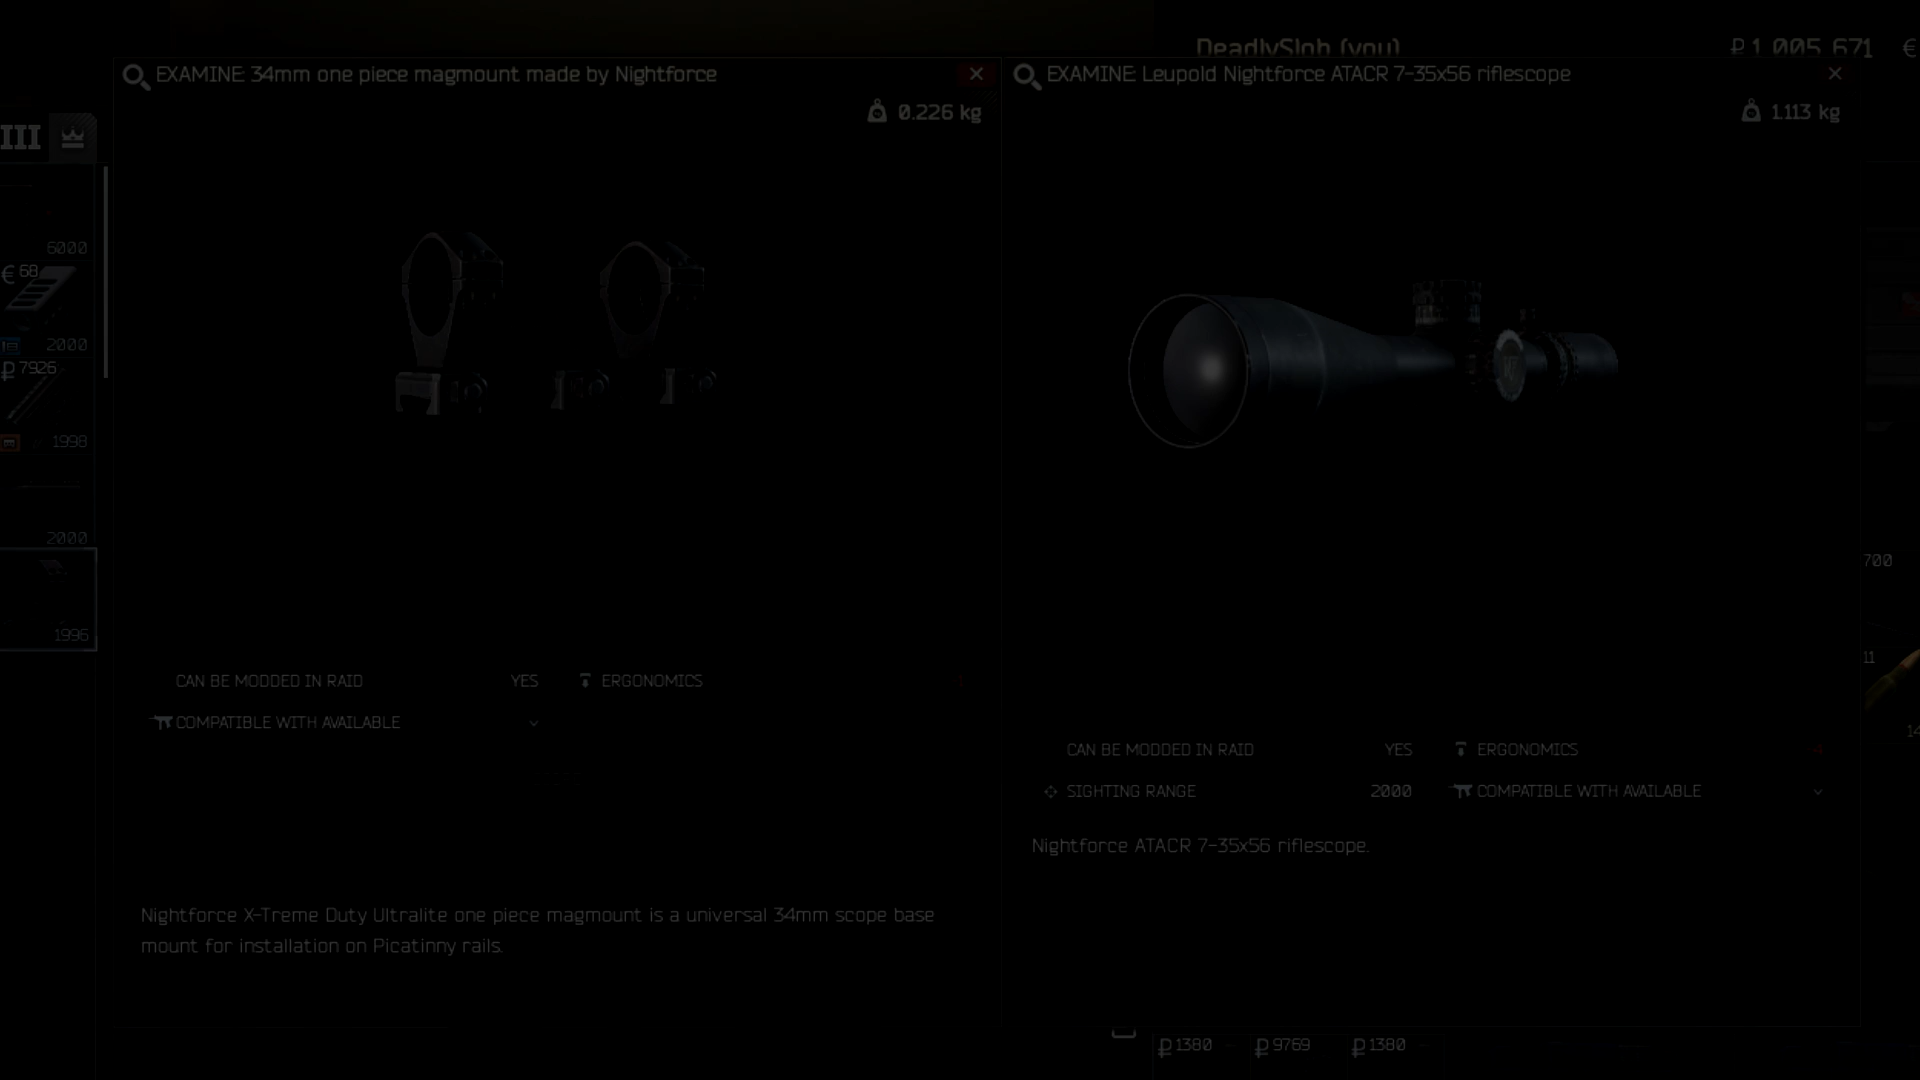 DeadlySlob (you)
₽ 1 005 671 €
EXAMINE: 34mm one piece magmount made by Nightforce
0.226 kg
EXAMINE: Leupold Nightforce ATACR 7-35x56 riflescope
1.113 kg
III
6000
€ 68
2000
₽ 7926
1998
2000
1996
CAN BE MODDED IN RAID YES
ERGONOMICS
COMPATIBLE WITH AVAILABLE
Nightforce X-Treme Duty Ultralite one piece magmount is a universal 34mm scope base
mount for installation on Picatinny rails.
CAN BE MODDED IN RAID YES
ERGONOMICS -4
SIGHTING RANGE 2000
COMPATIBLE WITH AVAILABLE
Nightforce ATACR 7-35x56 riflescope.
700
11
14
₽ 1380
₽ 9769
₽ 1380